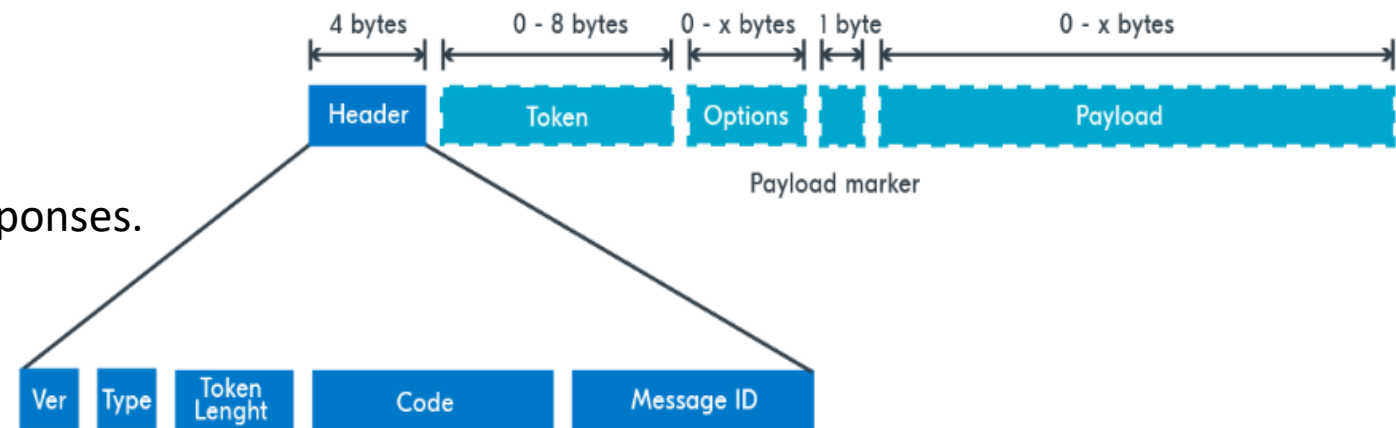 4 bytes 0 - 8 bytes 0 - x bytes 1 byte 0 - x bytes
Header Token Options Payload
Payload marker
ponses.
Ver Type Token Lenght Code Message ID